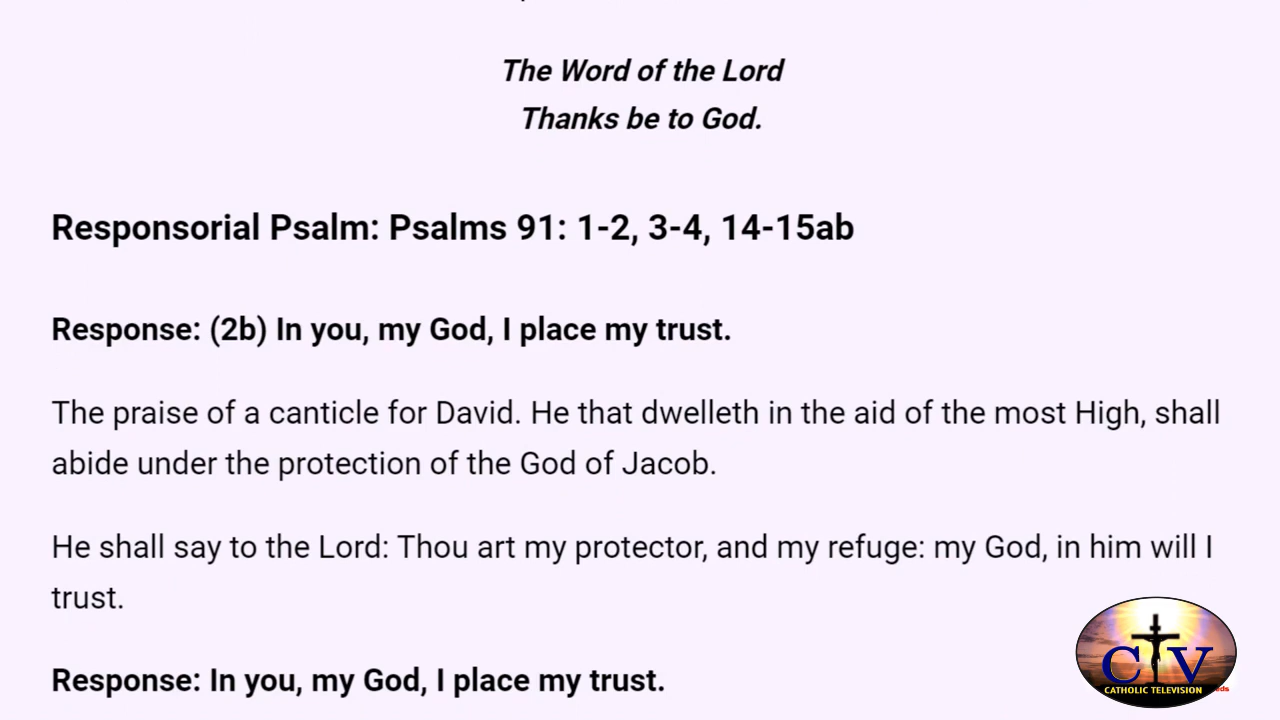 The Word of the Lord
Thanks be to God.
Responsorial Psalm: Psalms 91: 1-2, 3-4, 14-15ab
Response: (2b) In you, my God, I place my trust.
The praise of a canticle for David. He that dwelleth in the aid of the most High, shall
abide under the protection of the God of Jacob.
He shall say to the Lord: Thou art my protector, and my refuge: my God, in him will I
trust.
Response: In you, my God, I place my trust.
CTV
CATHOLIC TELEVISION